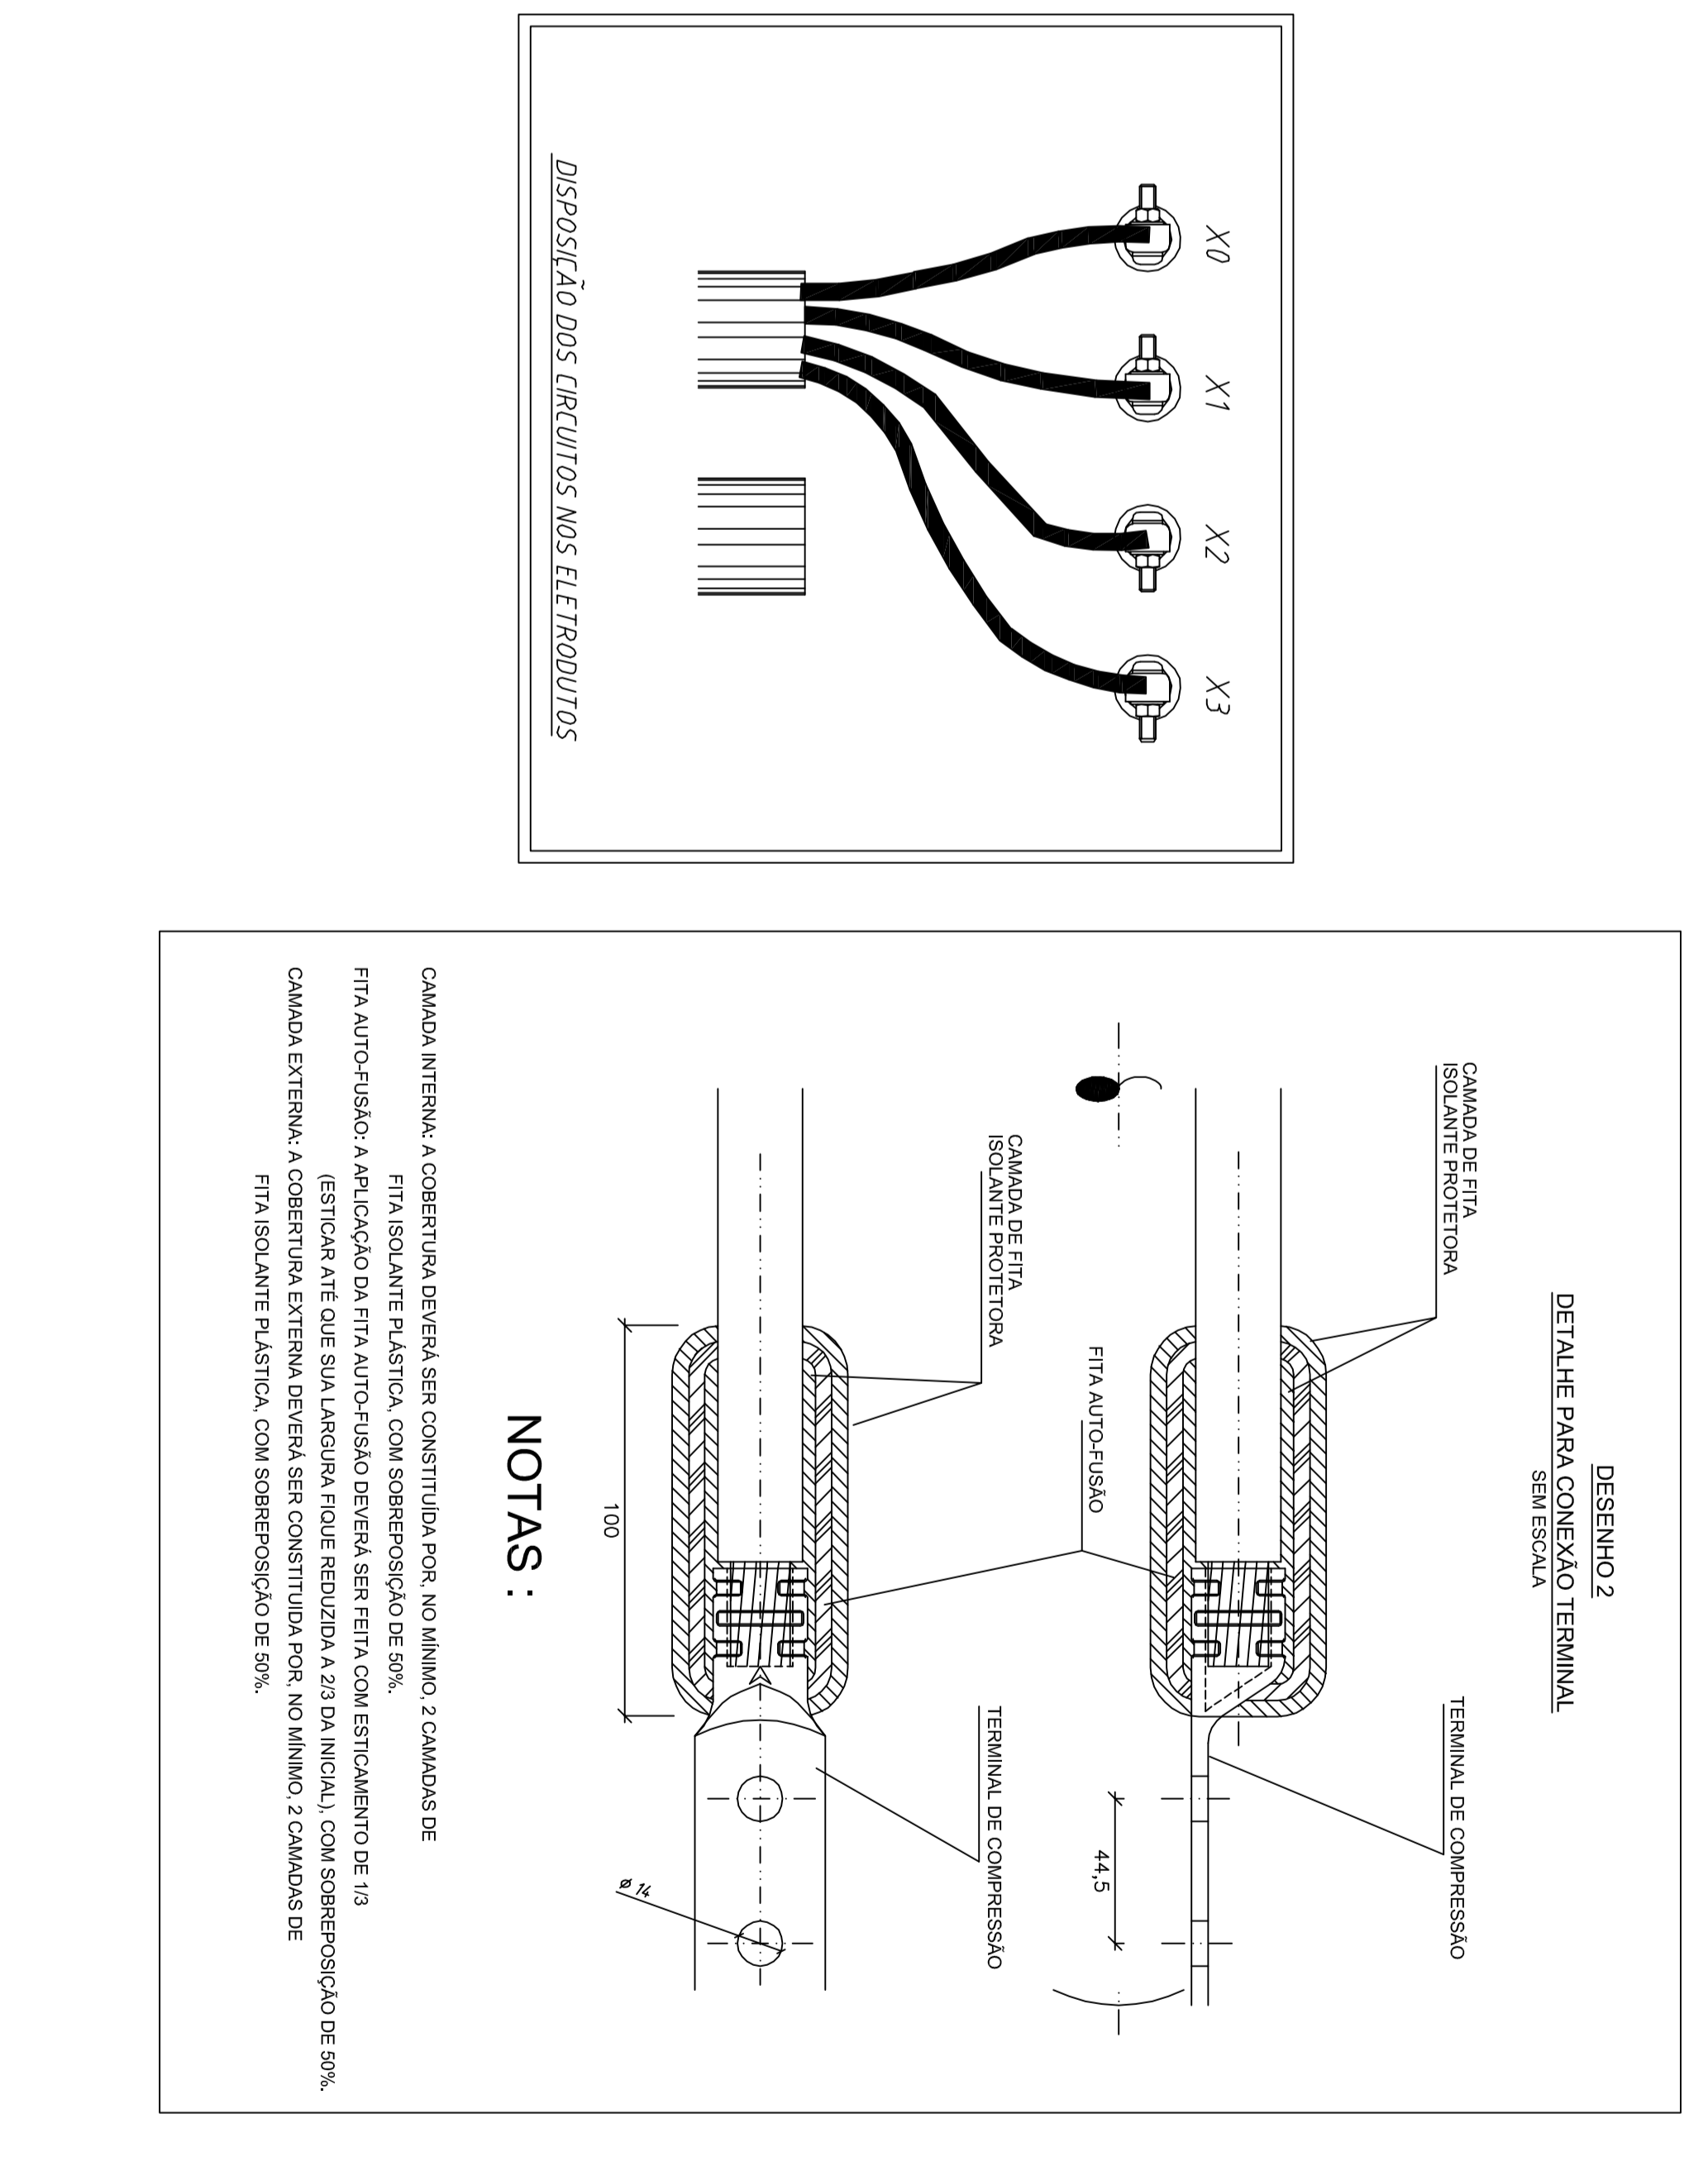 X0
X1
X2
X3
DISPOSIÇÃO DOS CIRCUITOS NOS ELETRODUTOS
DESENHO 2
DETALHE PARA CONEXÃO TERMINAL
SEM ESCALA
CAMADA DE FITA
ISOLANTE PROTETORA
TERMINAL DE COMPRESSÃO
44,5
FITA AUTO-FUSÃO
CAMADA DE FITA
ISOLANTE PROTETORA
TERMINAL DE COMPRESSÃO
100
ø 14
NOTAS :
CAMADA INTERNA: A COBERTURA DEVERÁ SER CONSTITUÍDA POR, NO MÍNIMO, 2 CAMADAS DE
FITA ISOLANTE PLÁSTICA, COM SOBREPOSIÇÃO DE 50%.
FITA AUTO-FUSÃO: A APLICAÇÃO DA FITA AUTO-FUSÃO DEVERÁ SER FEITA COM ESTICAMENTO DE 1/3
(ESTICAR ATÉ QUE SUA LARGURA FIQUE REDUZIDA A 2/3 DA INICIAL), COM SOBREPOSIÇÃO DE 50%.
CAMADA EXTERNA: A COBERTURA EXTERNA DEVERÁ SER CONSTITUIDA POR, NO MÍNIMO, 2 CAMADAS DE
FITA ISOLANTE PLÁSTICA, COM SOBREPOSIÇÃO DE 50%.